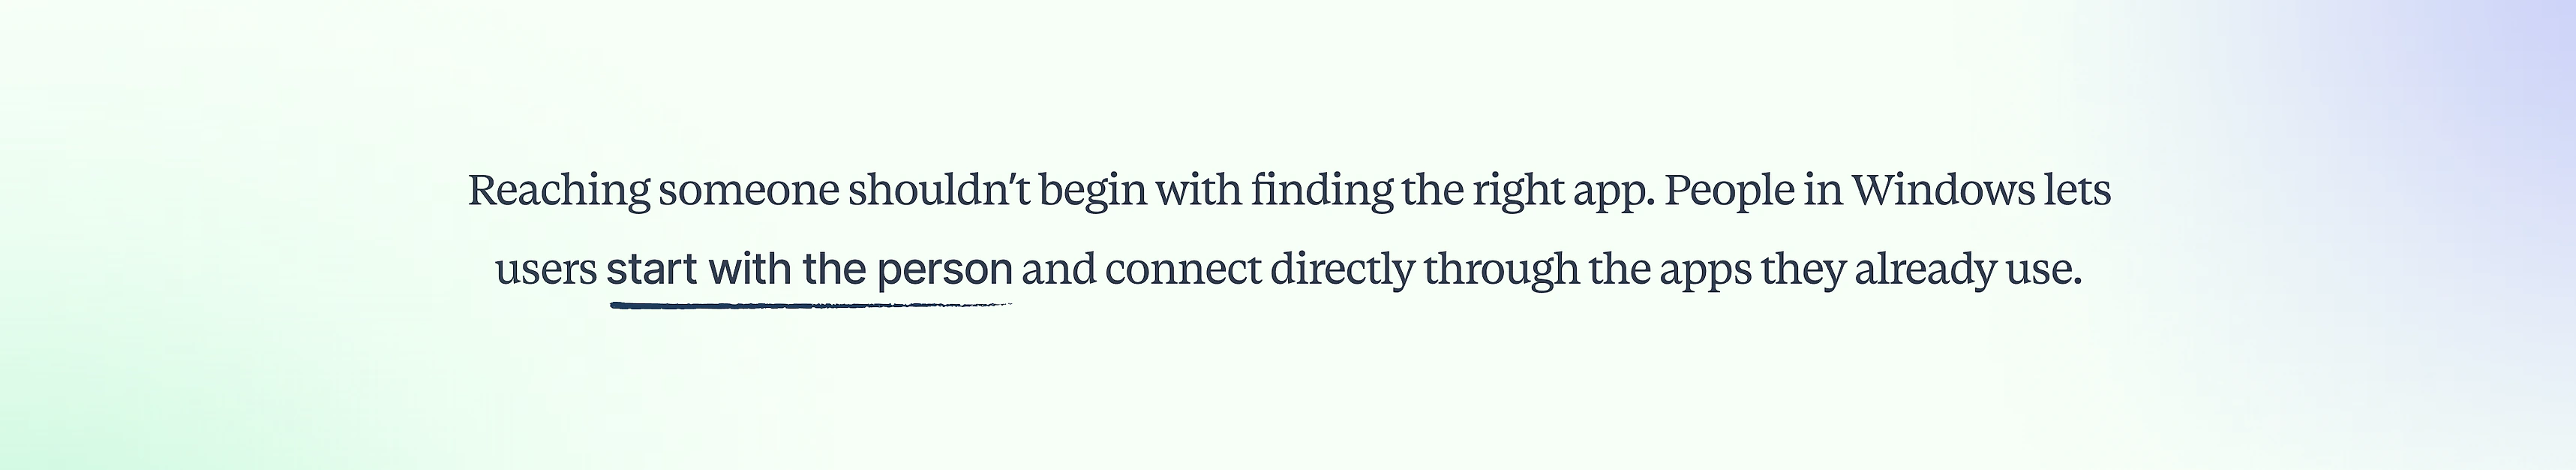 Reaching someone shouldn’t begin with finding the right app. People in Windows lets
users start with the person and connect directly through the apps they already use.